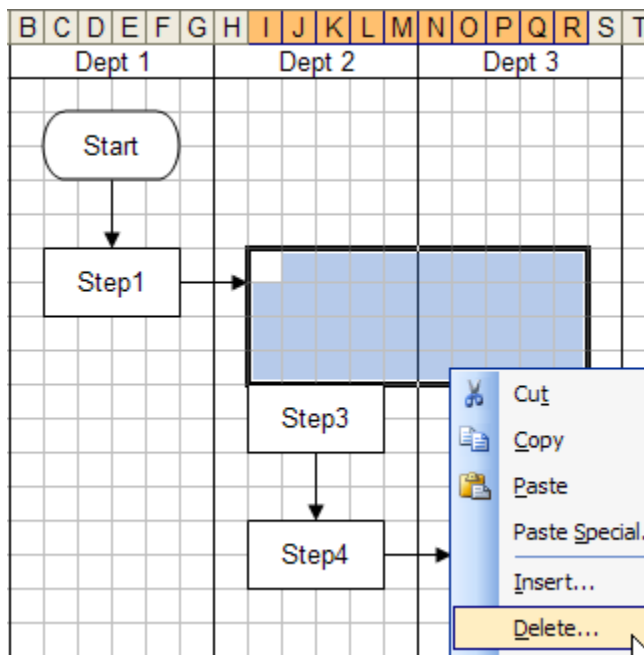 B C D E F G H I J K L M N O P Q R S T
Dept 1 Dept 2 Dept 3
Start
Step1
Step3
Step4
Cut
Copy
Paste
Paste Special.
Insert...
Delete...